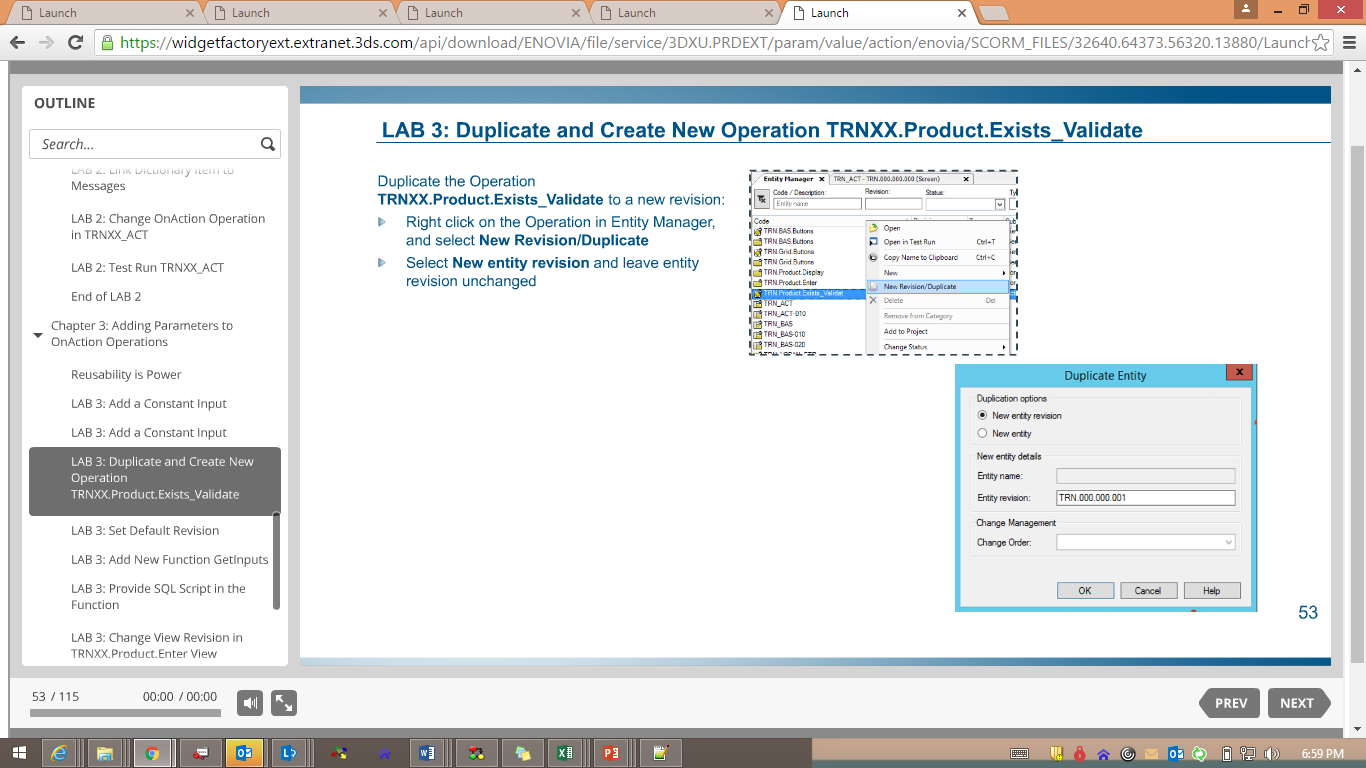 Launch
Launch
Launch
Launch
Launch
https://widgetfactoryext.extranet.3ds.com/api/download/ENOVIA/file/service/3DXU.PRDEXT/param/value/action/enovia/SCORM_FILES/32640.64373.56320.13880/Launch
OUTLINE
Search...
LAB 2: Link Dictionary Item to
Messages
LAB 2: Change OnAction Operation
in TRNXX_ACT
LAB 2: Test Run TRNXX_ACT
End of LAB 2
Chapter 3: Adding Parameters to
OnAction Operations
Reusability is Power
LAB 3: Add a Constant Input
LAB 3: Add a Constant Input
LAB 3: Duplicate and Create New
Operation
TRNXX.Product.Exists_Validate
LAB 3: Set Default Revision
LAB 3: Add New Function GetInputs
LAB 3: Provide SQL Script in the
Function
LAB 3: Change View Revision in
TRNXX.Product.Enter View
LAB 3: Duplicate and Create New Operation TRNXX.Product.Exists_Validate
Duplicate the Operation
TRNXX.Product.Exists_Validate to a new revision:
Right click on the Operation in Entity Manager,
and select New Revision/Duplicate
Select New entity revision and leave entity
revision unchanged
Entity Manager
TRN_ACT - TRN.000.000.000 (Screen)
Code / Description:
Revision:
Status:
Ty
Entity name
Code
TRN.BAS.Buttons
TRN.BAS.Buttons
TRN.Grid.Buttons
TRN.Grid.Buttons
TRN.Product.Display
TRN.Product.Enter
TRN.Product.Exists_Validat
TRN_ACT
TRN_ACT-010
TRN_BAS
TRN_BAS-010
TRN_BAS-020
Open
Open in Test Run Ctrl+T
Copy Name to Clipboard Ctrl+C
New
New Revision/Duplicate
Delete Del
Remove from Category
Add to Project
Change Status
Duplicate Entity
Duplication options
New entity revision
New entity
New entity details
Entity name:
Entity revision: TRN.000.000.001
Change Management
Change Order:
OK Cancel Help
53
53 / 115 00:00 / 00:00
PREV NEXT
6:59 PM